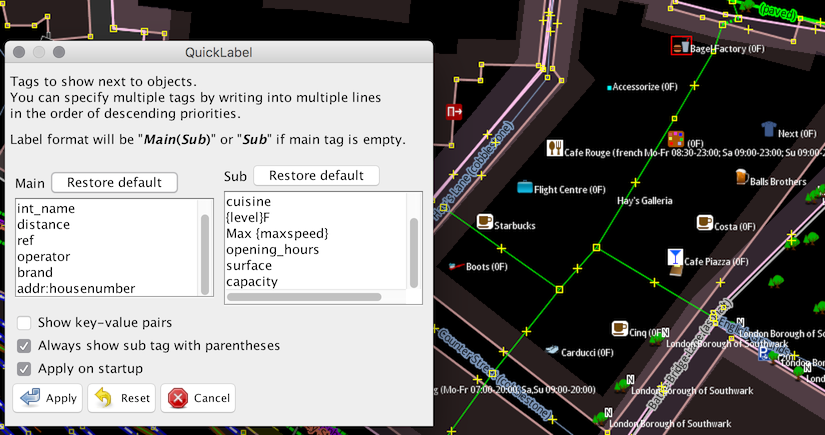 QuickLabel
Tags to show next to objects.
You can specify multiple tags by writing into multiple lines
in the order of descending priorities.
Label format will be "Main(Sub)" or "Sub" if main tag is empty.
Main
Restore default
int_name
distance
ref
operator
brand
addr:housenumber
Sub
Restore default
cuisine
{level}F
Max {maxspeed}
opening_hours
surface
capacity
Show key-value pairs
Always show sub tag with parentheses
Apply on startup
Apply
Reset
Cancel
(paved)
Bagel Factory (0F)
Accessorize (0F)
Next (0F)
(0F)
Cafe Rouge (french Mo-Fr 08:30-23:00; Sa 09:00-23:00; Su 09:0
Balls Brothers
Flight Centre (0F)
Hay's Galleria
Lane (cobblestone)
Starbucks
Costa (0F)
Boots (0F)
Cafe Piazza (0F)
Cinq (0F)
London Borough of Southwark
London Borough of Southwark
Counter Street (cobblestone)
Carducci (0F)
(Mo-Fr 07:00-20:00; Sa,Su 09:00-20:00)
London Borough of Southwark
London Borough of Southwark